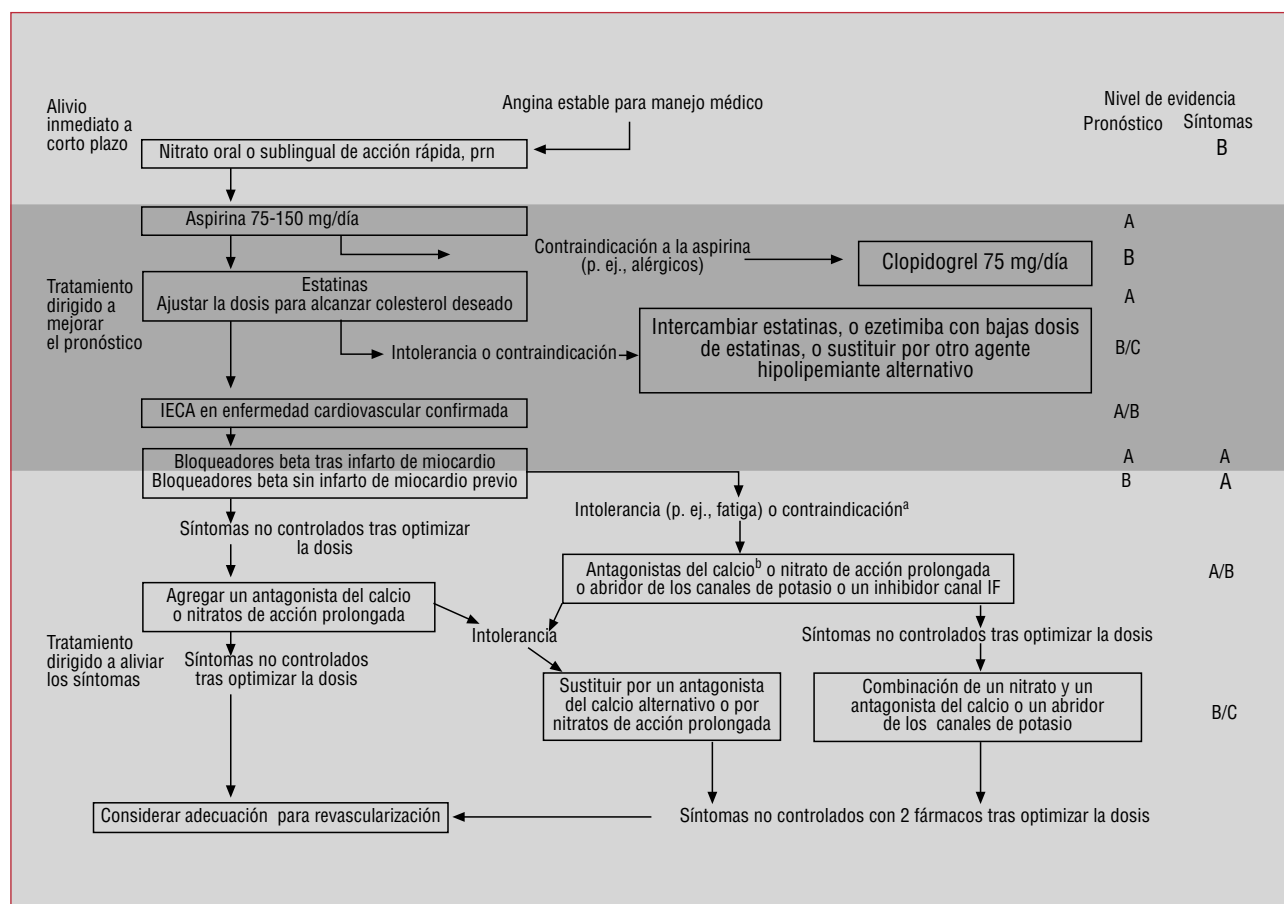 Alivio
inmediato a
corto plazo
Angina estable para manejo médico
Nivel de evidencia
Pronóstico
Síntomas
Nitrato oral o sublingual de acción rápida, prn
B
Aspirina 75-150 mg/día
A
Contraindicación a la aspirina
(p. ej., alérgicos)
Clopidogrel 75 mg/día
B
Tratamiento
dirigido a
mejorar
el pronóstico
Estatinas
Ajustar la dosis para alcanzar colesterol deseado
A
Intolerancia o contraindicación
Intercambiar estatinas, o ezetimiba con bajas dosis
de estatinas, o sustituir por otro agente
hipolipemiante alternativo
B/C
IECA en enfermedad cardiovascular confirmada
A/B
Bloqueadores beta tras infarto de miocardio
A
A
Bloqueadores beta sin infarto de miocardio previo
B
A
Síntomas no controlados tras optimizar
la dosis
Intolerancia (p. ej., fatiga) o contraindicaciónª
Antagonistas del calcioᵇ o nitrato de acción prolongada
o abridor de los canales de potasio o un inhibidor canal IF
A/B
Agregar un antagonista del calcio
o nitratos de acción prolongada
Intolerancia
Síntomas no controlados tras optimizar la dosis
Tratamiento
dirigido a aliviar
los síntomas
Síntomas no controlados
tras optimizar la dosis
Sustituir por un antagonista
del calcio alternativo o por
nitratos de acción prolongada
Combinación de un nitrato y un
antagonista del calcio o un abridor
de los canales de potasio
B/C
Considerar adecuación para revascularización
Síntomas no controlados con 2 fármacos tras optimizar la dosis